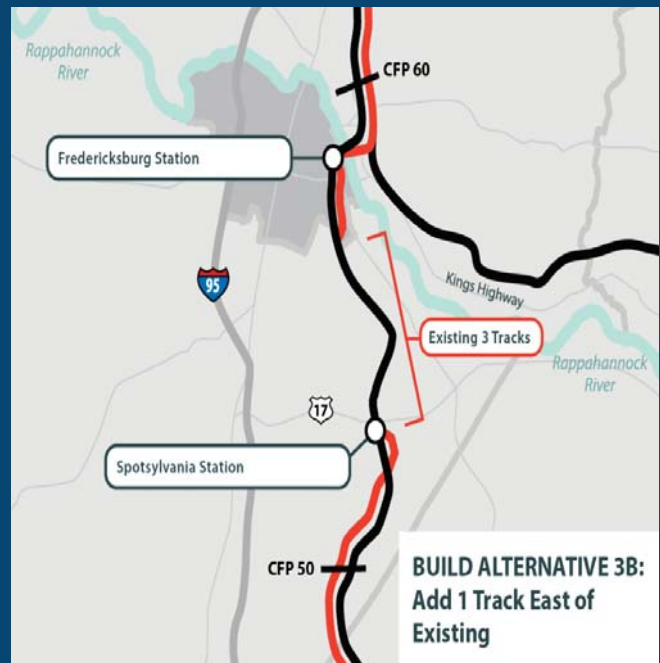 Rappahannock
River
CFP 60
Fredericksburg Station
95
Kings Highway
Existing 3 Tracks
Rappahannock
River
17
Spotsylvania Station
CFP 50
BUILD ALTERNATIVE 3B:
Add 1 Track East of
Existing